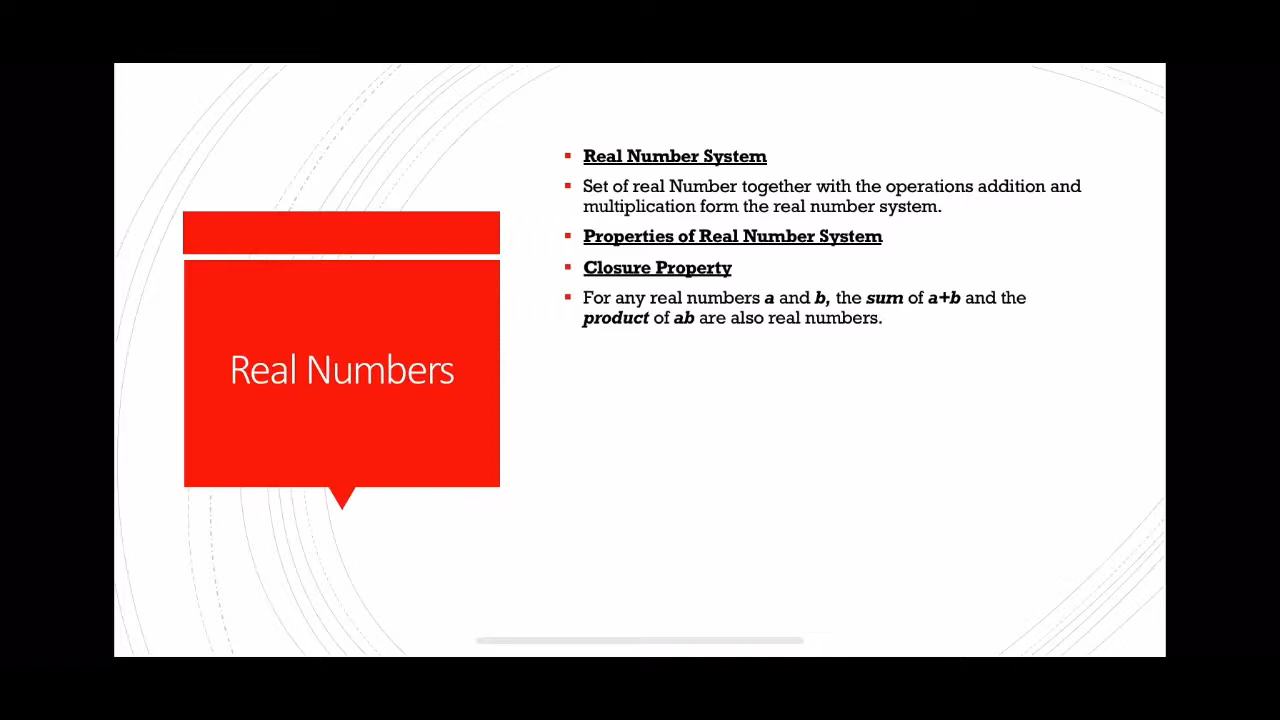 Real Numbers
Real Number System
Set of real Number together with the operations addition and
multiplication form the real number system.
Properties of Real Number System
Closure Property
For any real numbers a and b, the sum of a+b and the
product of ab are also real numbers.